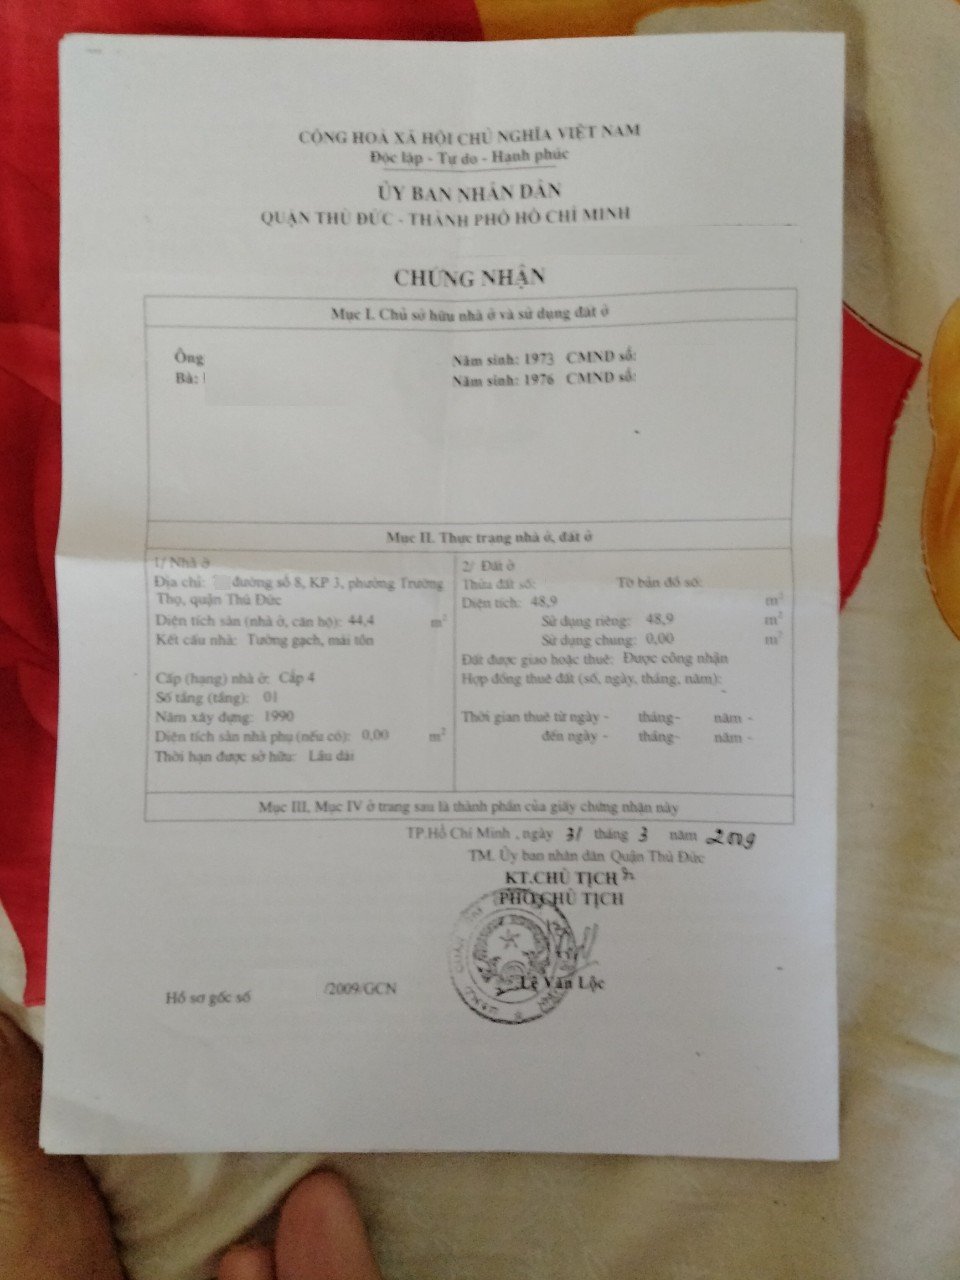 CỘNG HOÀ XÃ HỘI CHỦ NGHĨA VIỆT NAM
Độc lập - Tự do - Hạnh phúc
ỦY BAN NHÂN DÂN
QUẬN THỦ ĐỨC - THÀNH PHỐ HỒ CHÍ MINH
CHỨNG NHẬN
Mục I. Chủ sở hữu nhà ở và sử dụng đất ở
Ông Năm sinh: 1973 CMND số:
Bà: Năm sinh: 1976 CMND số:
Mục II. Thực trạng nhà ở, đất ở
1/ Nhà ở
Địa chỉ: đường số 8, KP 3, phường Trường
Thọ, quận Thủ Đức
Diện tích sàn (nhà ở, căn hộ): 44,4 m²
Kết cấu nhà: Tường gạch, mái tôn
Cấp (hạng) nhà ở: Cấp 4
Số tầng (tầng): 01
Năm xây dựng: 1990
Diện tích sàn nhà phụ (nếu có): 0,00 m²
Thời hạn được sở hữu: Lâu dài
2/ Đất ở
Thửa đất số: Tờ bản đồ số:
Diện tích: 48,9 m²
Sử dụng riêng: 48,9 m²
Sử dụng chung: 0,00 m²
Đất được giao hoặc thuê: Được công nhận
Hợp đồng thuê đất (số, ngày, tháng, năm):
Thời gian thuê từ ngày - tháng- năm -
đến ngày - tháng- năm -
Mục III, Mục IV ở trang sau là thành phần của giấy chứng nhận này
TP.Hồ Chí Minh , ngày 31 tháng 3 năm 2009
TM. Ủy ban nhân dân Quận Thủ Đức
KT.CHỦ TỊCH
PHÓ CHỦ TỊCH
Lê Văn Lộc
Hồ sơ gốc số /2009/GCN